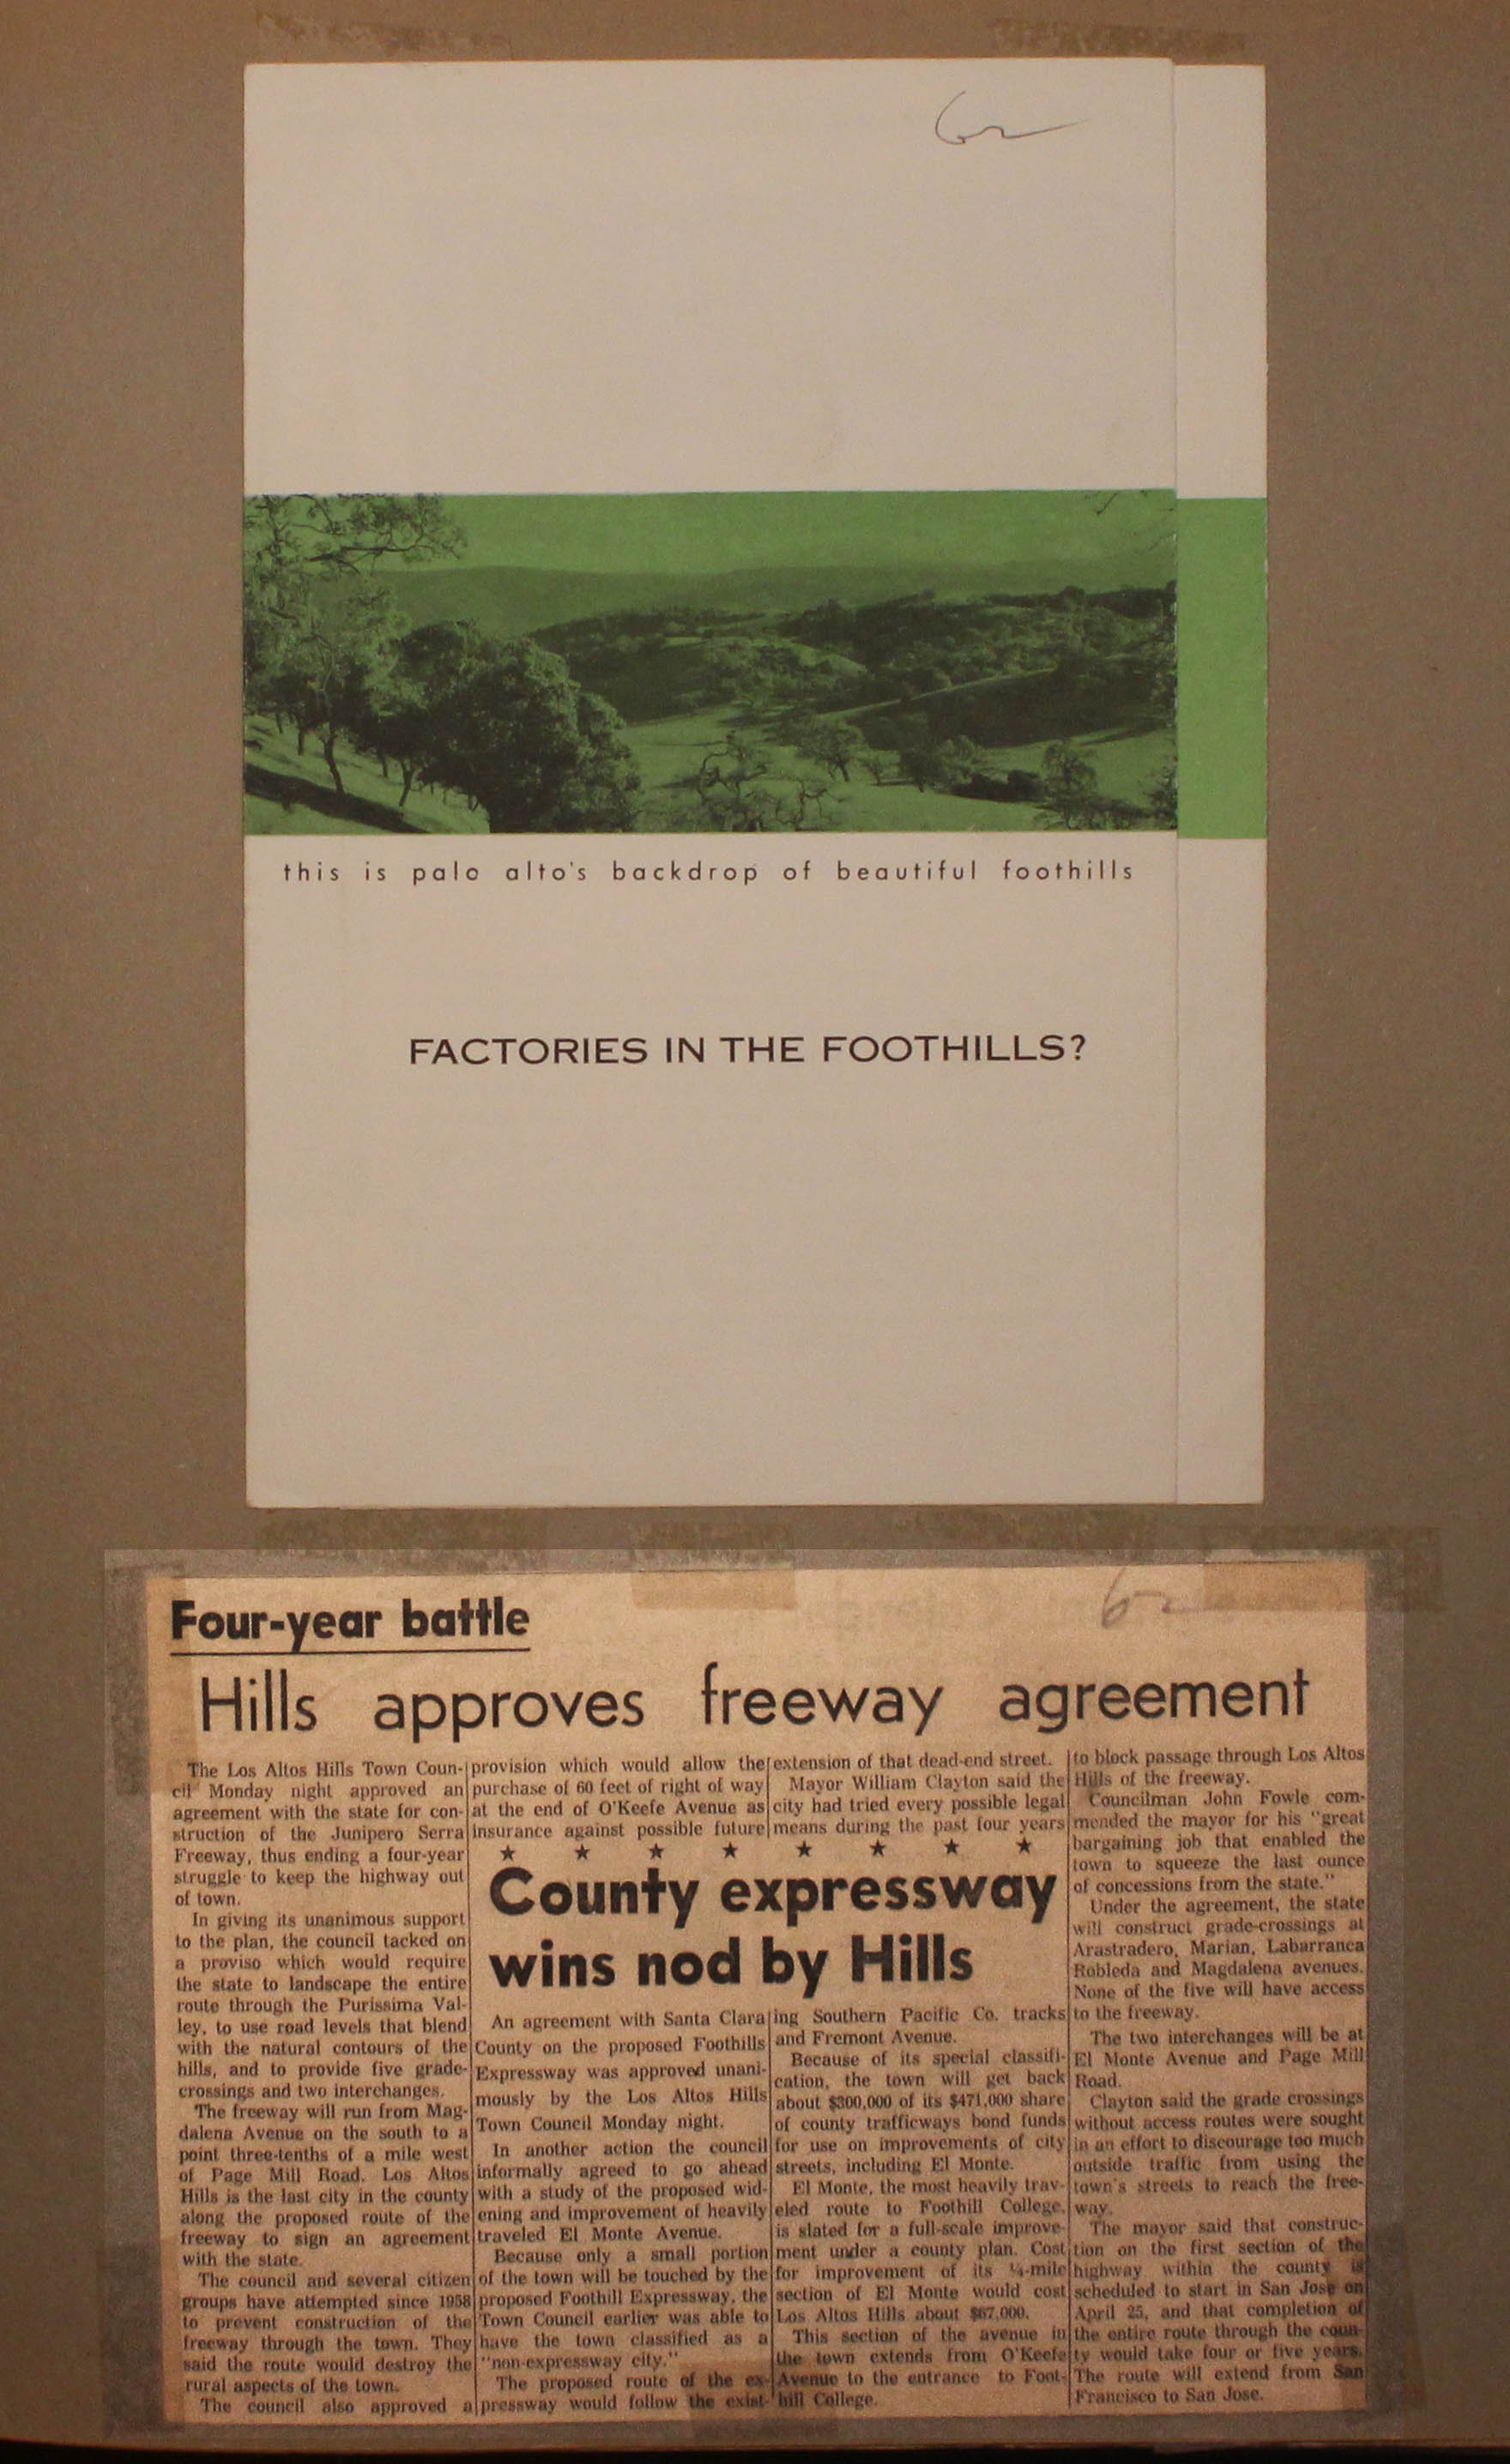 62
this is palo alto's backdrop of beautiful foothills
FACTORIES IN THE FOOTHILLS?
62
Four-year battle
Hills approves freeway agreement
The Los Altos Hills Town Coun-
cil Monday night approved an
agreement with the state for con-
struction of the Junipero Serra
Freeway, thus ending a four-year
struggle to keep the highway out
of town.
In giving its unanimous support
to the plan, the council tacked on
a proviso which would require
the state to landscape the entire
route through the Purissima Val-
ley, to use road levels that blend
with the natural contours of the
hills, and to provide five grade-
crossings and two interchanges.
The freeway will run from Mag-
dalena Avenue on the south to a
point three-tenths of a mile west
of Page Mill Road. Los Altos
Hills is the last city in the county
along the proposed route of the
freeway to sign an agreement
with the state.
The council and several citizen
groups have attempted since 1958
to prevent construction of the
freeway through the town. They
said the route would destroy the
rural aspects of the town.
The council also approved a
provision which would allow the
purchase of 60 feet of right of way
at the end of O'Keefe Avenue as
insurance against possible future
extension of that dead-end street.
Mayor William Clayton said the
city had tried every possible legal
means during the past four years
to block passage through Los Altos
Hills of the freeway.
Councilman John Fowle com-
mended the mayor for his "great
bargaining job that enabled the
town to squeeze the last ounce
of concessions from the state."
Under the agreement, the state
will construct grade-crossings at
Arastradero, Marian, Labarranca
Robleda and Magdalena avenues.
None of the five will have access
to the freeway.
The two interchanges will be at
El Monte Avenue and Page Mill
Road.
Clayton said the grade crossings
without access routes were sought
in an effort to discourage too much
outside traffic from using the
town's streets to reach the free-
way.
The mayor said that construc-
tion on the first section of the
highway within the county is
scheduled to start in San Jose on
April 25, and that completion of
the entire route through the coun-
ty would take four or five years.
The route will extend from San
Francisco to San Jose.
★ ★ ★ ★ ★ ★ ★ ★
County expressway
wins nod by Hills
An agreement with Santa Clara
County on the proposed Foothills
Expressway was approved unani-
mously by the Los Altos Hills
Town Council Monday night.
In another action the council
informally agreed to go ahead
with a study of the proposed wid-
ening and improvement of heavily
traveled El Monte Avenue.
Because only a small portion
of the town will be touched by the
proposed Foothill Expressway, the
Town Council earlier was able to
have the town classified as a
"non-expressway city."
The proposed route of the ex-
pressway would follow the exist-
ing Southern Pacific Co. tracks
and Fremont Avenue.
Because of its special classifi-
cation, the town will get back
about $300,000 of its $471,000 share
of county trafficways bond funds
for use on improvements of city
streets, including El Monte.
El Monte, the most heavily trav-
eled route to Foothill College,
is slated for a full-scale improve-
ment under a county plan. Cost
for improvement of its ¼-mile
section of El Monte would cost
Los Altos Hills about $67,000.
This section of the avenue in
the town extends from O'Keefe
Avenue to the entrance to Foot-
hill College.